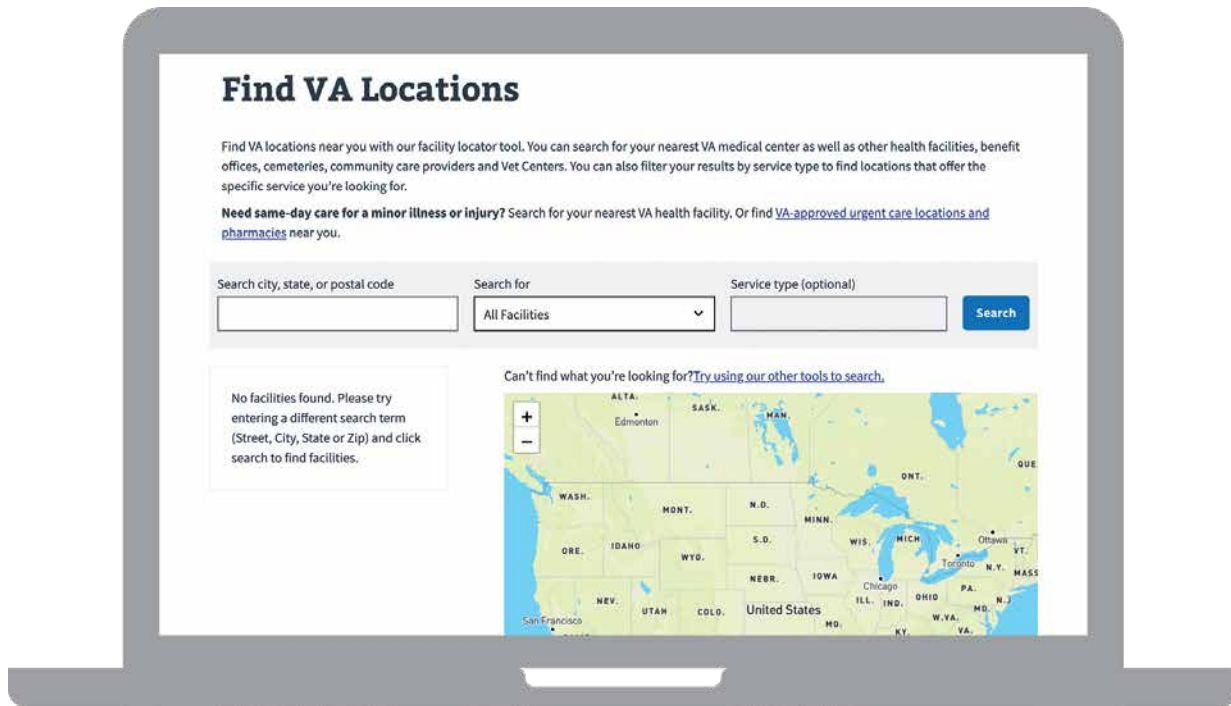 Find VA Locations
Find VA locations near you with our facility locator tool. You can search for your nearest VA medical center as well as other health facilities, benefit
offices, cemeteries, community care providers and Vet Centers. You can also filter your results by service type to find locations that offer the
specific service you're looking for.
Need same-day care for a minor illness or injury? Search for your nearest VA health facility. Or find VA-approved urgent care locations and
pharmacies near you.
Search city, state, or postal code
Search for
Service type (optional)
All Facilities
Search
No facilities found. Please try
entering a different search term
(Street, City, State or Zip) and click
search to find facilities.
Can't find what you're looking for?Try using our other tools to search.
+
−
ALTA.
SASK.
MAN.
Edmonton
ONT.
QUE
WASH.
MONT.
N.D.
MINN.
ORE.
IDAHO
WYO.
S.D.
WIS.
MICH
Ottawa
VT.
Toronto
N.Y.
MASS
NEBR.
IOWA
Chicago
ILL.
IND.
OHIO
PA.
N.J
NEV.
UTAH
COLO.
United States
MO.
KY.
W.VA.
VA.
MD.
San Francisco